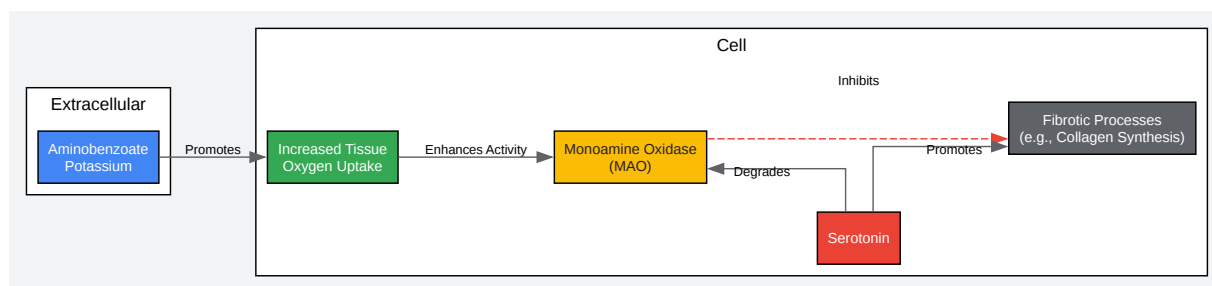 Cell
Inhibits
Extracellular
Aminobenzoate
Potassium
Promotes
Increased Tissue
Oxygen Uptake
Enhances Activity
Monoamine Oxidase
(MAO)
Degrades
Promotes
Fibrotic Processes
(e.g., Collagen Synthesis)
Serotonin